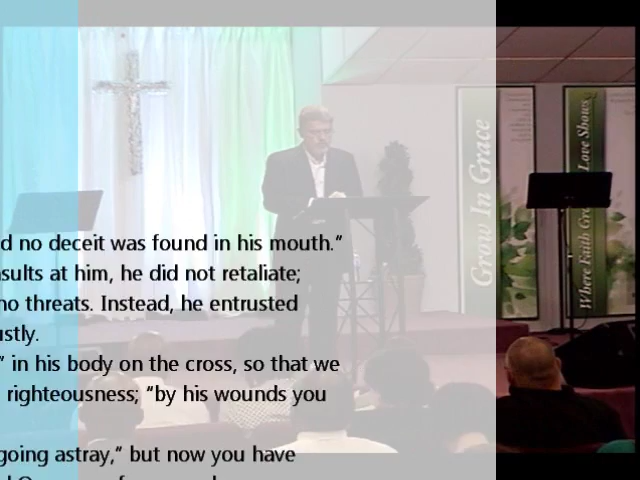 d no deceit was found in his mouth.”
sults at him, he did not retaliate;
no threats. Instead, he entrusted
ustly.
” in his body on the cross, so that we
righteousness; “by his wounds you
going astray,” but now you have
Grow In Grace
Where Faith Grows Love Shows